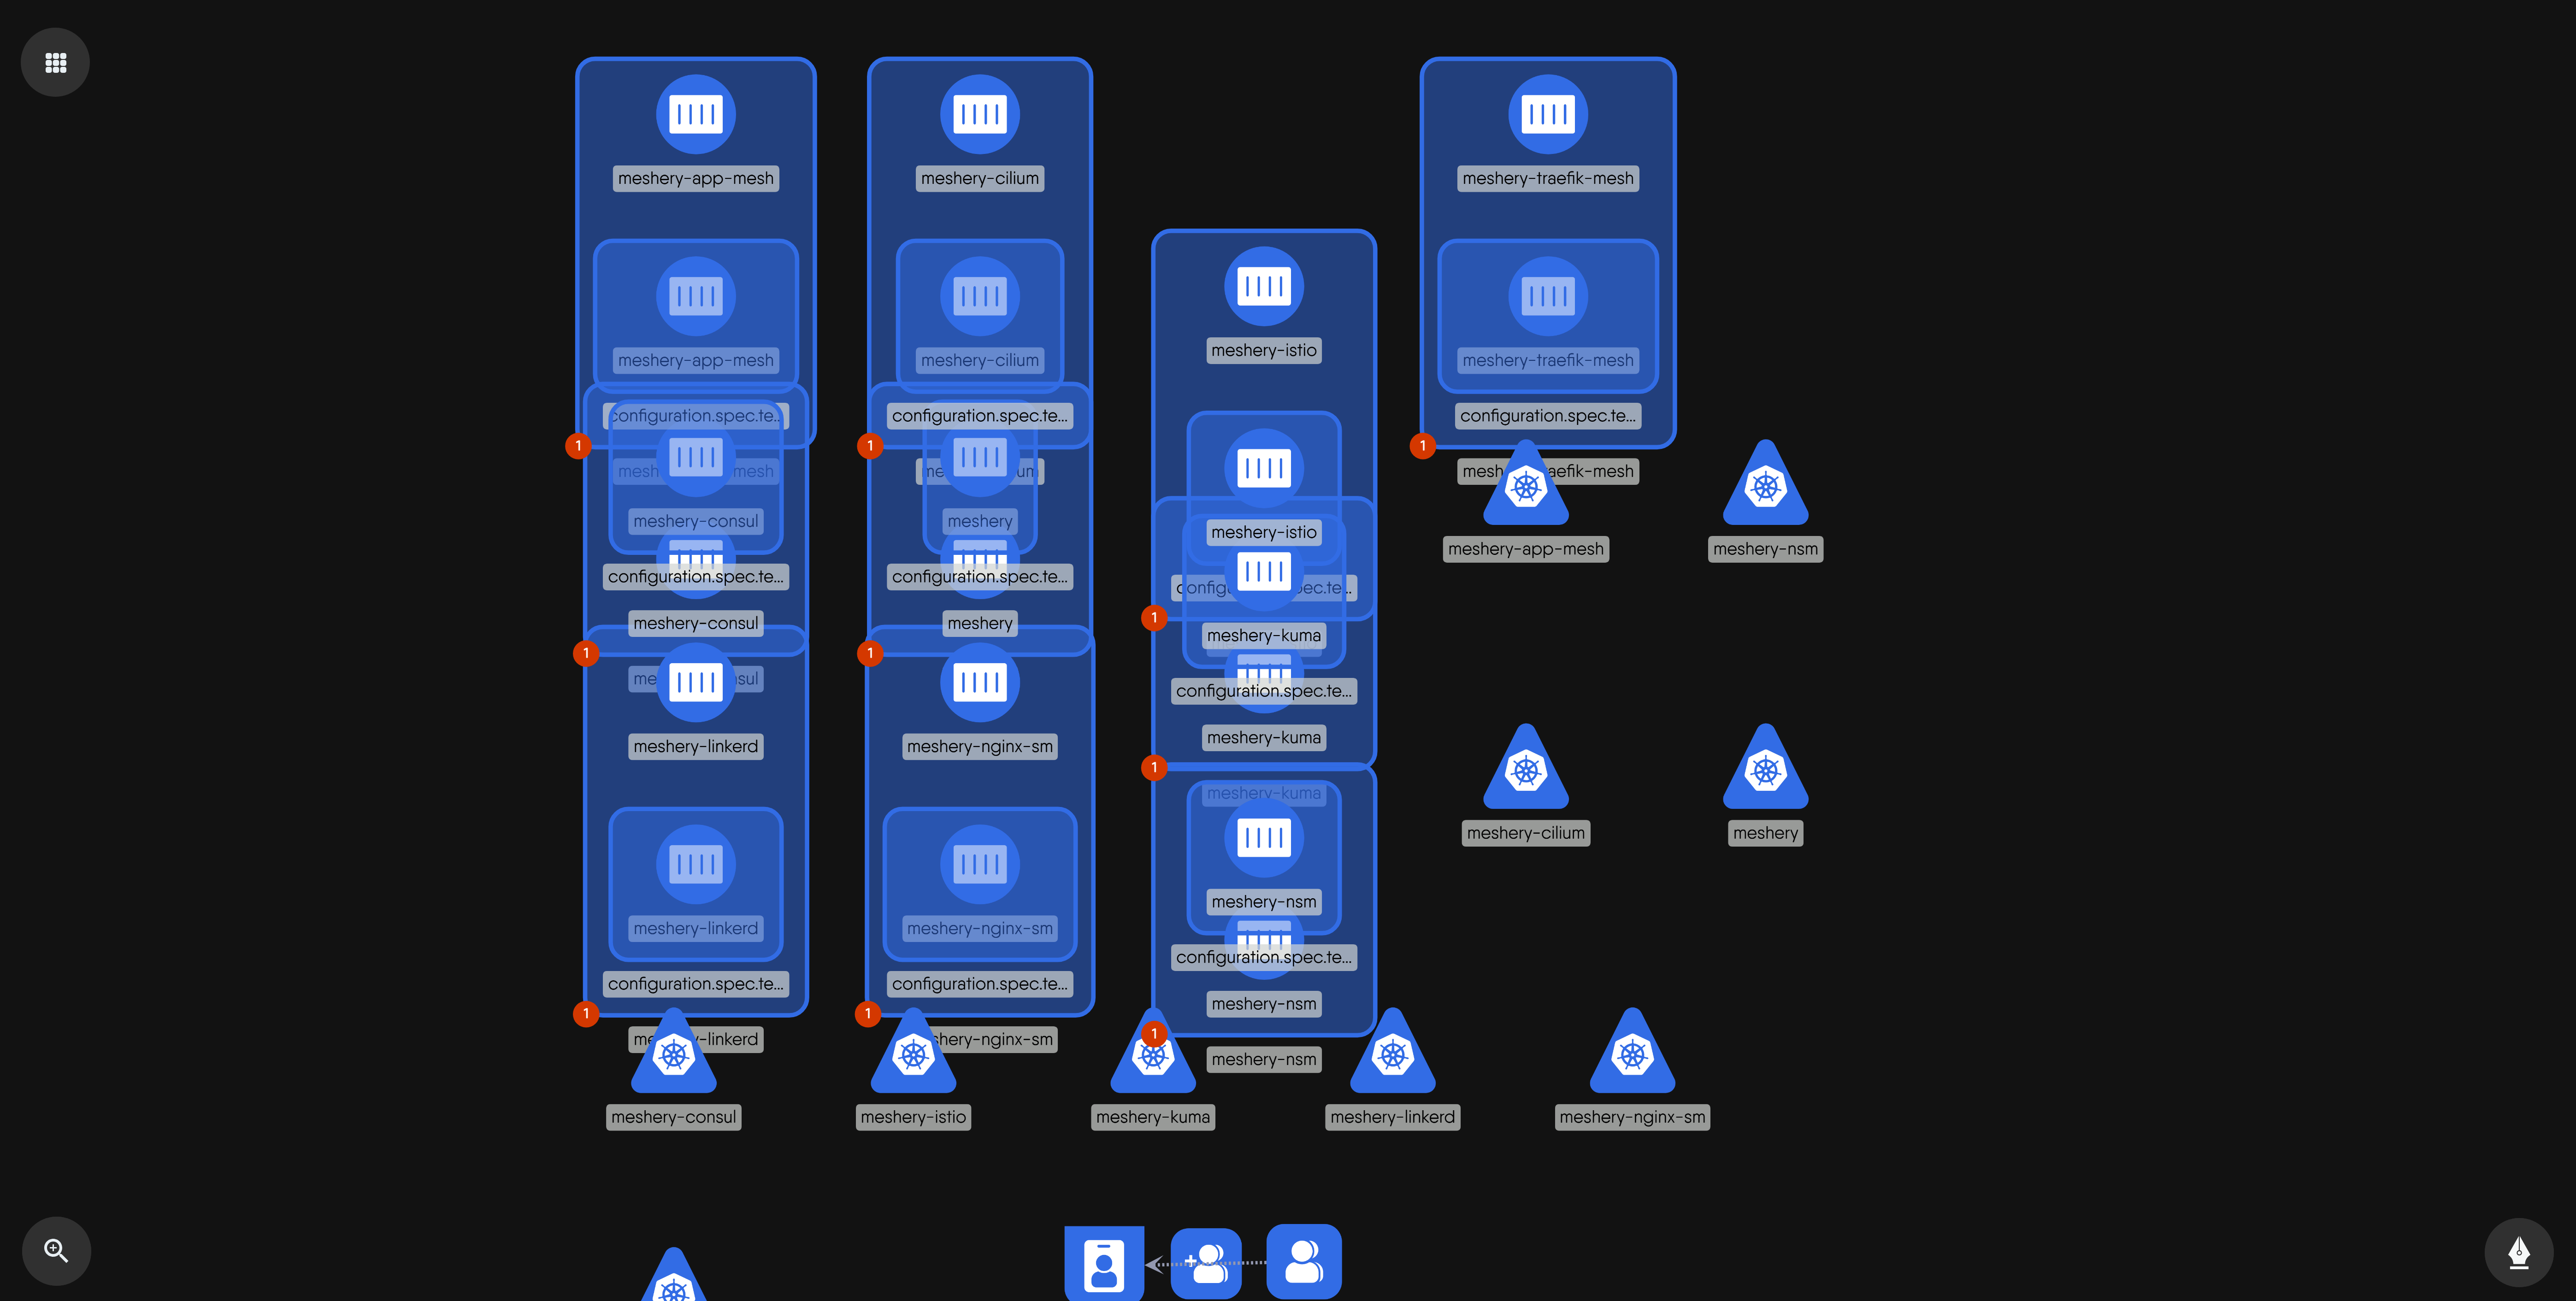 meshery-app-mesh
meshery-cilium
meshery-traefik-mesh
meshery-istio
meshery-app-mesh
meshery-cilium
meshery-traefik-mesh
configuration.spec.te...
configuration.spec.te...
configuration.spec.te...
1
1
1
mesh mesh
me um
mesh aefik-mesh
meshery-consul
meshery
meshery-istio
meshery-app-mesh
meshery-nsm
configuration.spec.te...
configuration.spec.te...
config pec.te...
1
meshery-consul
meshery
meshery-kuma
1
1
me sul
configuration.spec.te...
meshery-linkerd
meshery-nginx-sm
meshery-kuma
1
meshery-kuma
meshery-cilium
meshery
meshery-linkerd
meshery-nginx-sm
meshery-nsm
configuration.spec.te...
configuration.spec.te...
configuration.spec.te...
1
1
meshery-nsm
1
me -linkerd
hery-nginx-sm
meshery-nsm
meshery-consul
meshery-istio
meshery-kuma
meshery-linkerd
meshery-nginx-sm